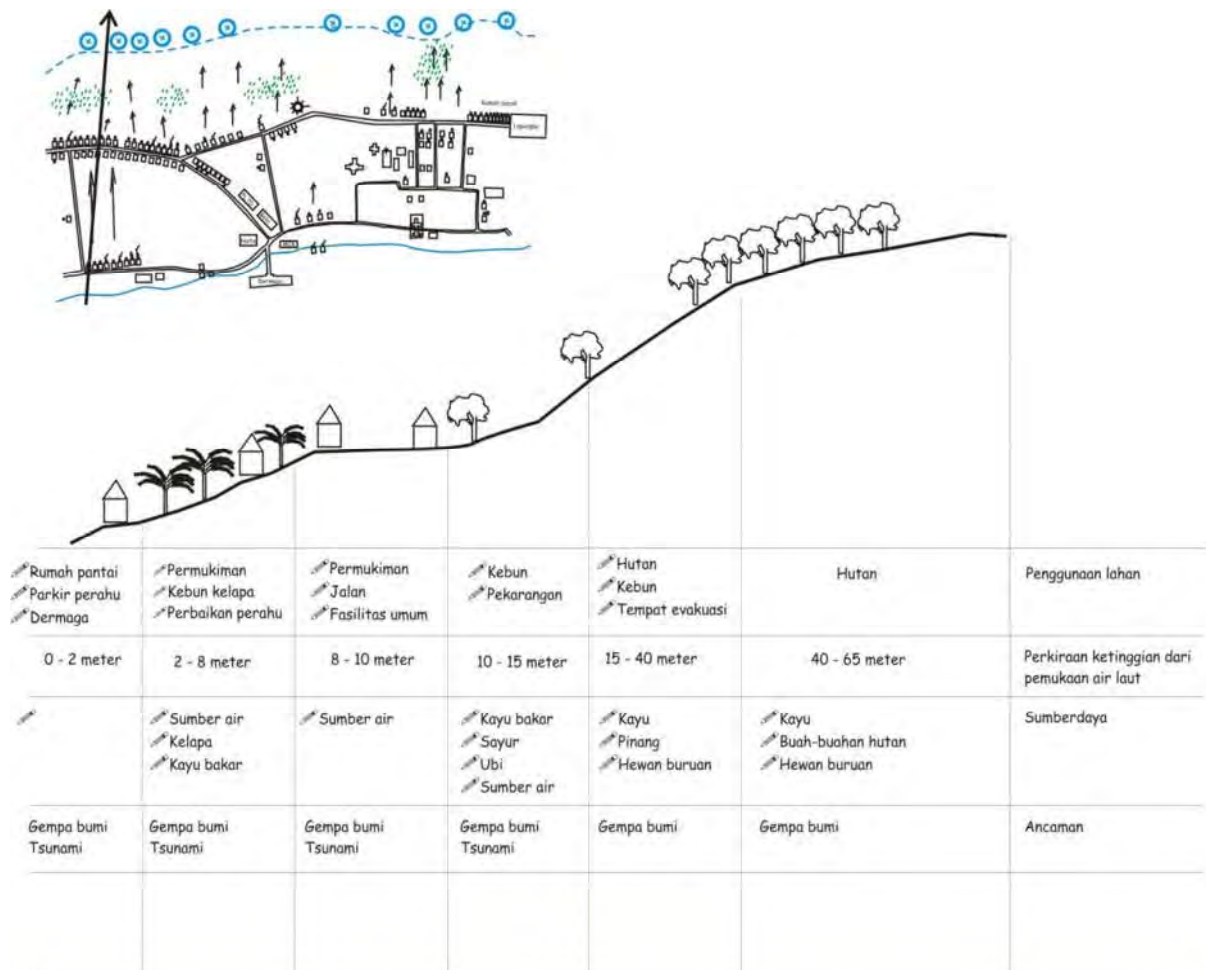 Rumah Pantai
Lapangan
Dermaga
Rumah pantai
Parkir perahu
Dermaga
Permukiman
Kebun kelapa
Perbaikan perahu
Permukiman
Jalan
Fasilitas umum
Kebun
Pekarangan
Hutan
Kebun
Tempat evakuasi
Hutan
Penggunaan lahan
0 - 2 meter
2 - 8 meter
8 - 10 meter
10 - 15 meter
15 - 40 meter
40 - 65 meter
Perkiraan ketinggian dari
pemukaan air laut
Sumber air
Kelapa
Kayu bakar
Sumber air
Kayu bakar
Sayur
Ubi
Sumber air
Kayu
Pinang
Hewan buruan
Kayu
Buah-buahan hutan
Hewan buruan
Sumberdaya
Gempa bumi
Tsunami
Gempa bumi
Tsunami
Gempa bumi
Tsunami
Gempa bumi
Tsunami
Gempa bumi
Gempa bumi
Ancaman